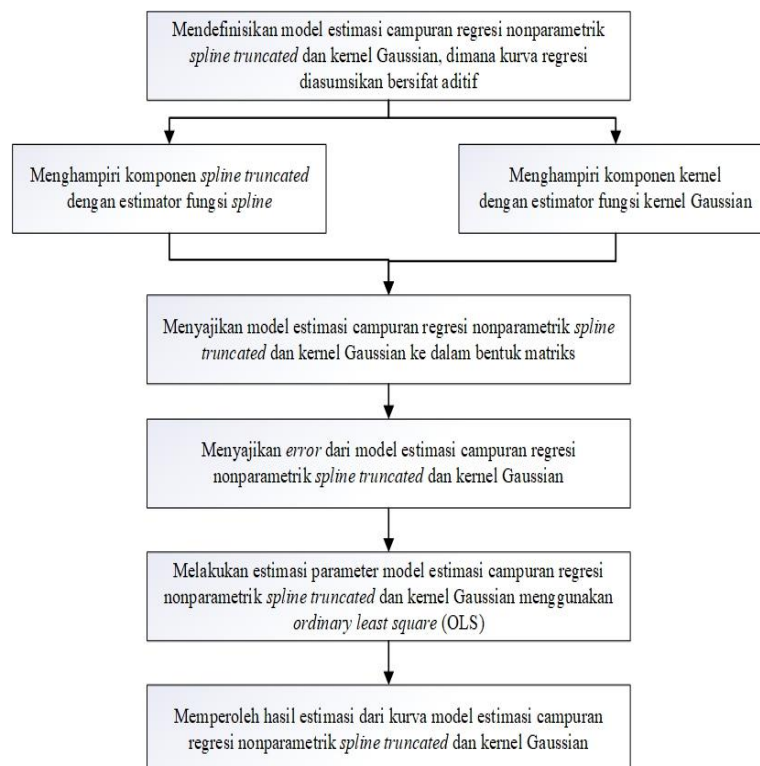 Mendefinisikan model estimasi campuran regresi nonparametrik
spline truncated dan kernel Gaussian, dimana kurva regresi
diasumsikan bersifat aditif
Menghampiri komponen spline truncated
dengan estimator fungsi spline
Menghampiri komponen kernel
dengan estimator fungsi kernel Gaussian
Menyajikan model estimasi campuran regresi nonparametrik spline
truncated dan kernel Gaussian ke dalam bentuk matriks
Menyajikan error dari model estimasi campuran regresi
nonparametrik spline truncated dan kernel Gaussian
Melakukan estimasi parameter model estimasi campuran regresi
nonparametrik spline truncated dan kernel Gaussian menggunakan
ordinary least square (OLS)
Memperoleh hasil estimasi dari kurva model estimasi campuran
regresi nonparametrik spline truncated dan kernel Gaussian